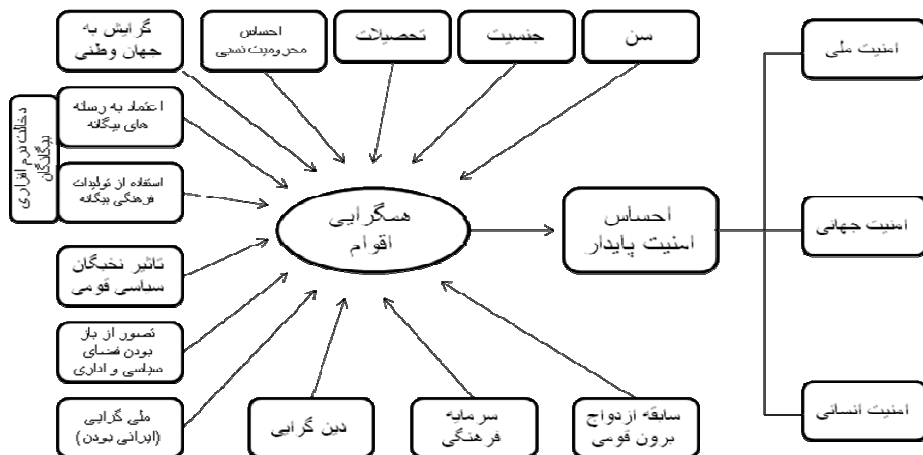 سن
جنسیت
تحصیلات
احساس
محرومیت نسبی
گرایش به
جهان وطنی
اعتماد به رسانه
های بیگانه
دخالت نرم افزاری
بیگانگان
استفاده از تولیدات
فرهنگی بیگانه
تاثیر نخبگان
سیاسی قومی
تصور از باز
بودن فضای
سیاسی و اداری
ملی گرایی
(ایرانی بودن)
دین گرایی
سرمایه
فرهنگی
سابقه ازدواج
برون قومی
همگرایی
اقوام
احساس
امنیت پایدار
امنیت ملی
امنیت جهانی
امنیت انسانی